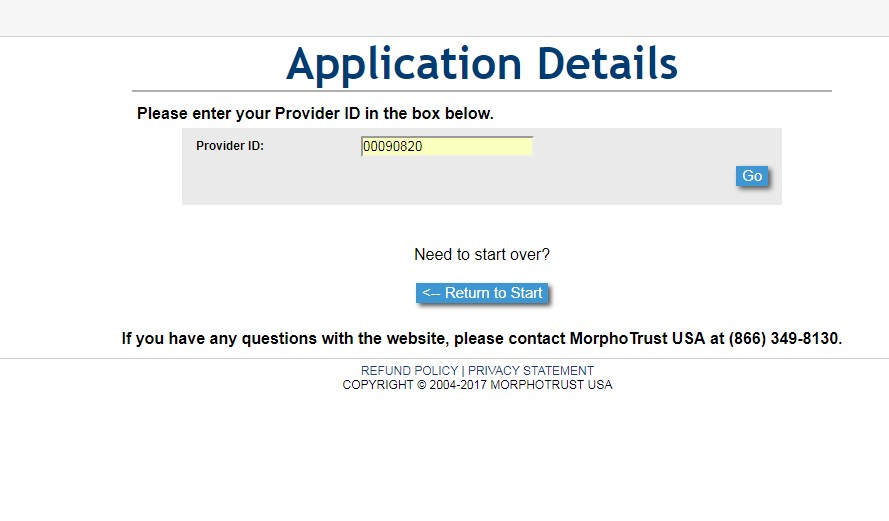 Application Details
Please enter your Provider ID in the box below.
Provider ID: 00090820
Go
Need to start over?
<-- Return to Start
If you have any questions with the website, please contact MorphoTrust USA at (866) 349-8130.
REFUND POLICY | PRIVACY STATEMENT
COPYRIGHT © 2004-2017 MORPHOTRUST USA